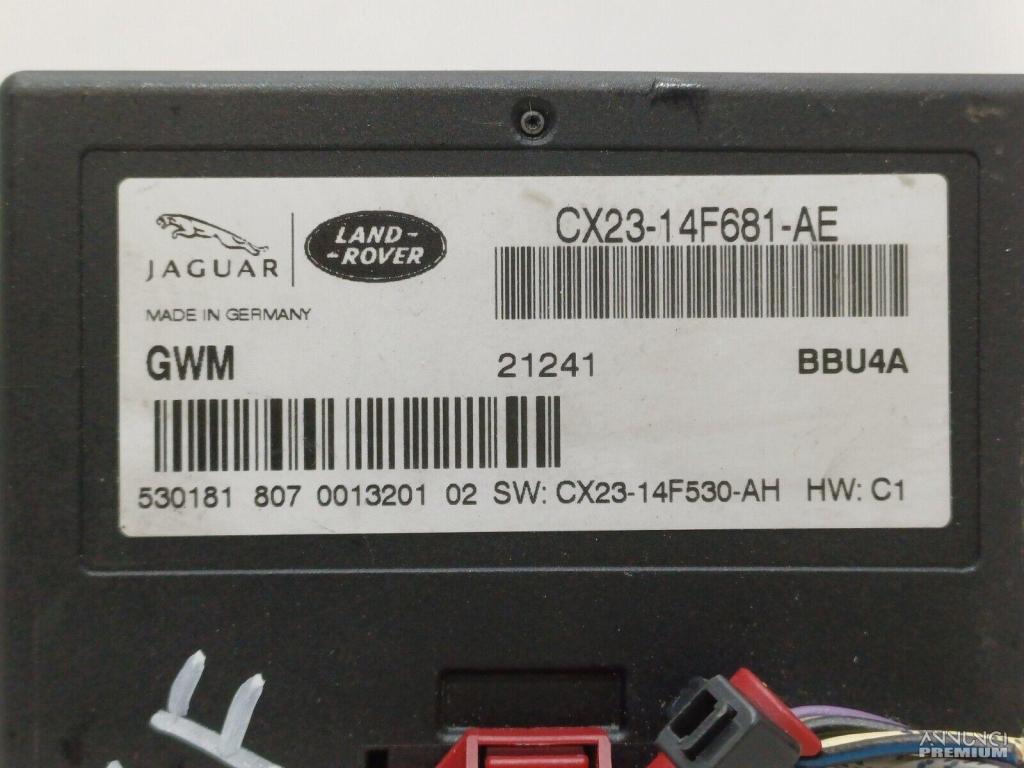 CX23-14F681-AE
JAGUAR
LAND-
-ROVER
MADE IN GERMANY
GWM 21241 BBU4A
530181 807 0013201 02 SW: CX23-14F530-AH HW: C1
ANNUNCI
PREMIUM